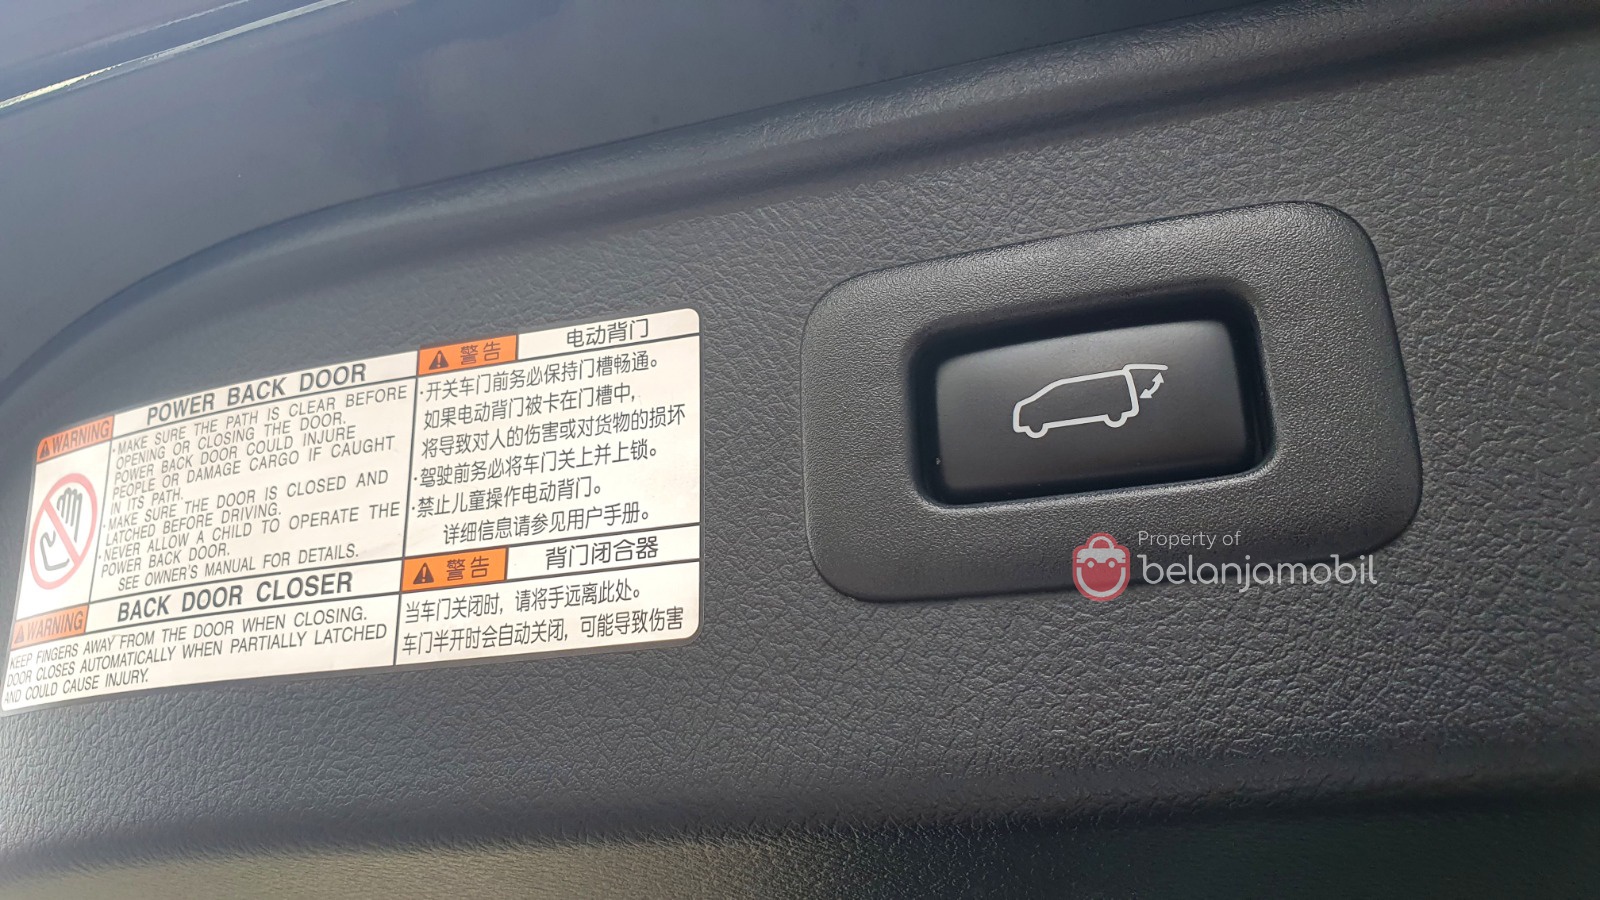 WARNING
POWER BACK DOOR
·MAKE SURE THE PATH IS CLEAR BEFORE
OPENING OR CLOSING THE DOOR.
POWER BACK DOOR COULD INJURE
PEOPLE OR DAMAGE CARGO IF CAUGHT
IN ITS PATH.
·MAKE SURE THE DOOR IS CLOSED AND
LATCHED BEFORE DRIVING.
·NEVER ALLOW A CHILD TO OPERATE THE
POWER BACK DOOR.
SEE OWNER'S MANUAL FOR DETAILS.
WARNING
BACK DOOR CLOSER
KEEP FINGERS AWAY FROM THE DOOR WHEN CLOSING.
DOOR CLOSES AUTOMATICALLY WHEN PARTIALLY LATCHED
AND COULD CAUSE INJURY.
警告
电动背门
·开关车门前务必保持门槽畅通。
如果电动背门被卡在门槽中,
将导致对人的伤害或对货物的损坏
·驾驶前务必将车门关上并上锁。
·禁止儿童操作电动背门。
详细信息请参见用户手册。
警告
背门闭合器
当车门关闭时, 请将手远离此处。
车门半开时会自动关闭, 可能导致伤害
Property of
belanjamobil